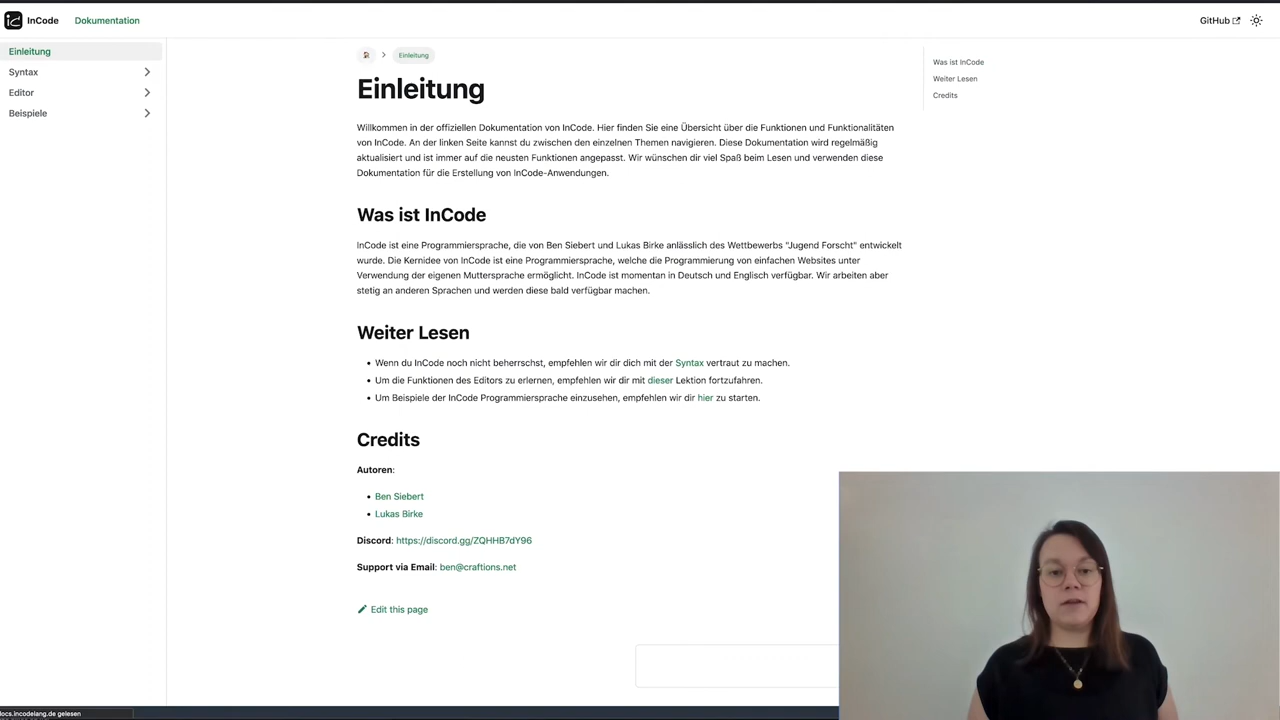 InCode
Dokumentation
GitHub
Einleitung
Syntax
Editor
Beispiele
Einleitung
Was ist InCode
Weiter Lesen
Credits
Einleitung
Willkommen in der offiziellen Dokumentation von InCode. Hier finden Sie eine Übersicht über die Funktionen und Funktionalitäten
von InCode. An der linken Seite kannst du zwischen den einzelnen Themen navigieren. Diese Dokumentation wird regelmäßig
aktualisiert und ist immer auf die neusten Funktionen angepasst. Wir wünschen dir viel Spaß beim Lesen und verwenden diese
Dokumentation für die Erstellung von InCode-Anwendungen.
Was ist InCode
InCode ist eine Programmiersprache, die von Ben Siebert und Lukas Birke anlässlich des Wettbewerbs "Jugend Forscht" entwickelt
wurde. Die Kernidee von InCode ist eine Programmiersprache, welche die Programmierung von einfachen Websites unter
Verwendung der eigenen Muttersprache ermöglicht. InCode ist momentan in Deutsch und Englisch verfügbar. Wir arbeiten aber
stetig an anderen Sprachen und werden diese bald verfügbar machen.
Weiter Lesen
Wenn du InCode noch nicht beherrschst, empfehlen wir dir dich mit der Syntax vertraut zu machen.
Um die Funktionen des Editors zu erlernen, empfehlen wir dir mit dieser Lektion fortzufahren.
Um Beispiele der InCode Programmiersprache einzusehen, empfehlen wir dir hier zu starten.
Credits
Autoren:
Ben Siebert
Lukas Birke
Discord: https://discord.gg/ZQHHB7dY96
Support via Email: ben@craftions.net
Edit this page
docs.incodelang.de gelesen